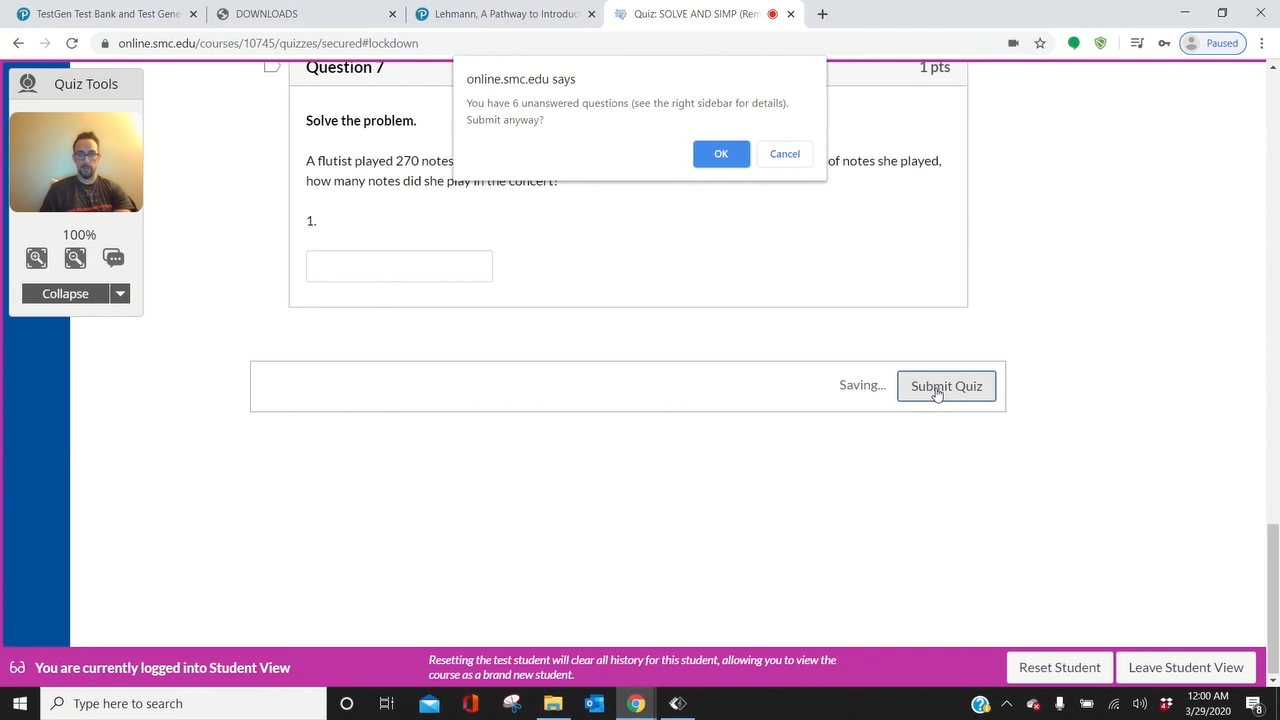 TestGen Test Bank and Test Gene
DOWNLOADS
Lehmann, A Pathway to Introduct
Quiz: SOLVE AND SIMP (Rem
online.smc.edu/courses/10745/quizzes/secured#lockdown
Paused
Quiz Tools
100%
Collapse
Question 7
1 pts
online.smc.edu says
You have 6 unanswered questions (see the right sidebar for details).
Submit anyway?
OK
Cancel
Solve the problem.
A flutist played 270 notes
of notes she played,
how many notes did she play in the concert?
1.
Saving...
Submit Quiz
You are currently logged into Student View
Resetting the test student will clear all history for this student, allowing you to view the
course as a brand new student.
Reset Student
Leave Student View
Type here to search
12:00 AM
3/29/2020
8